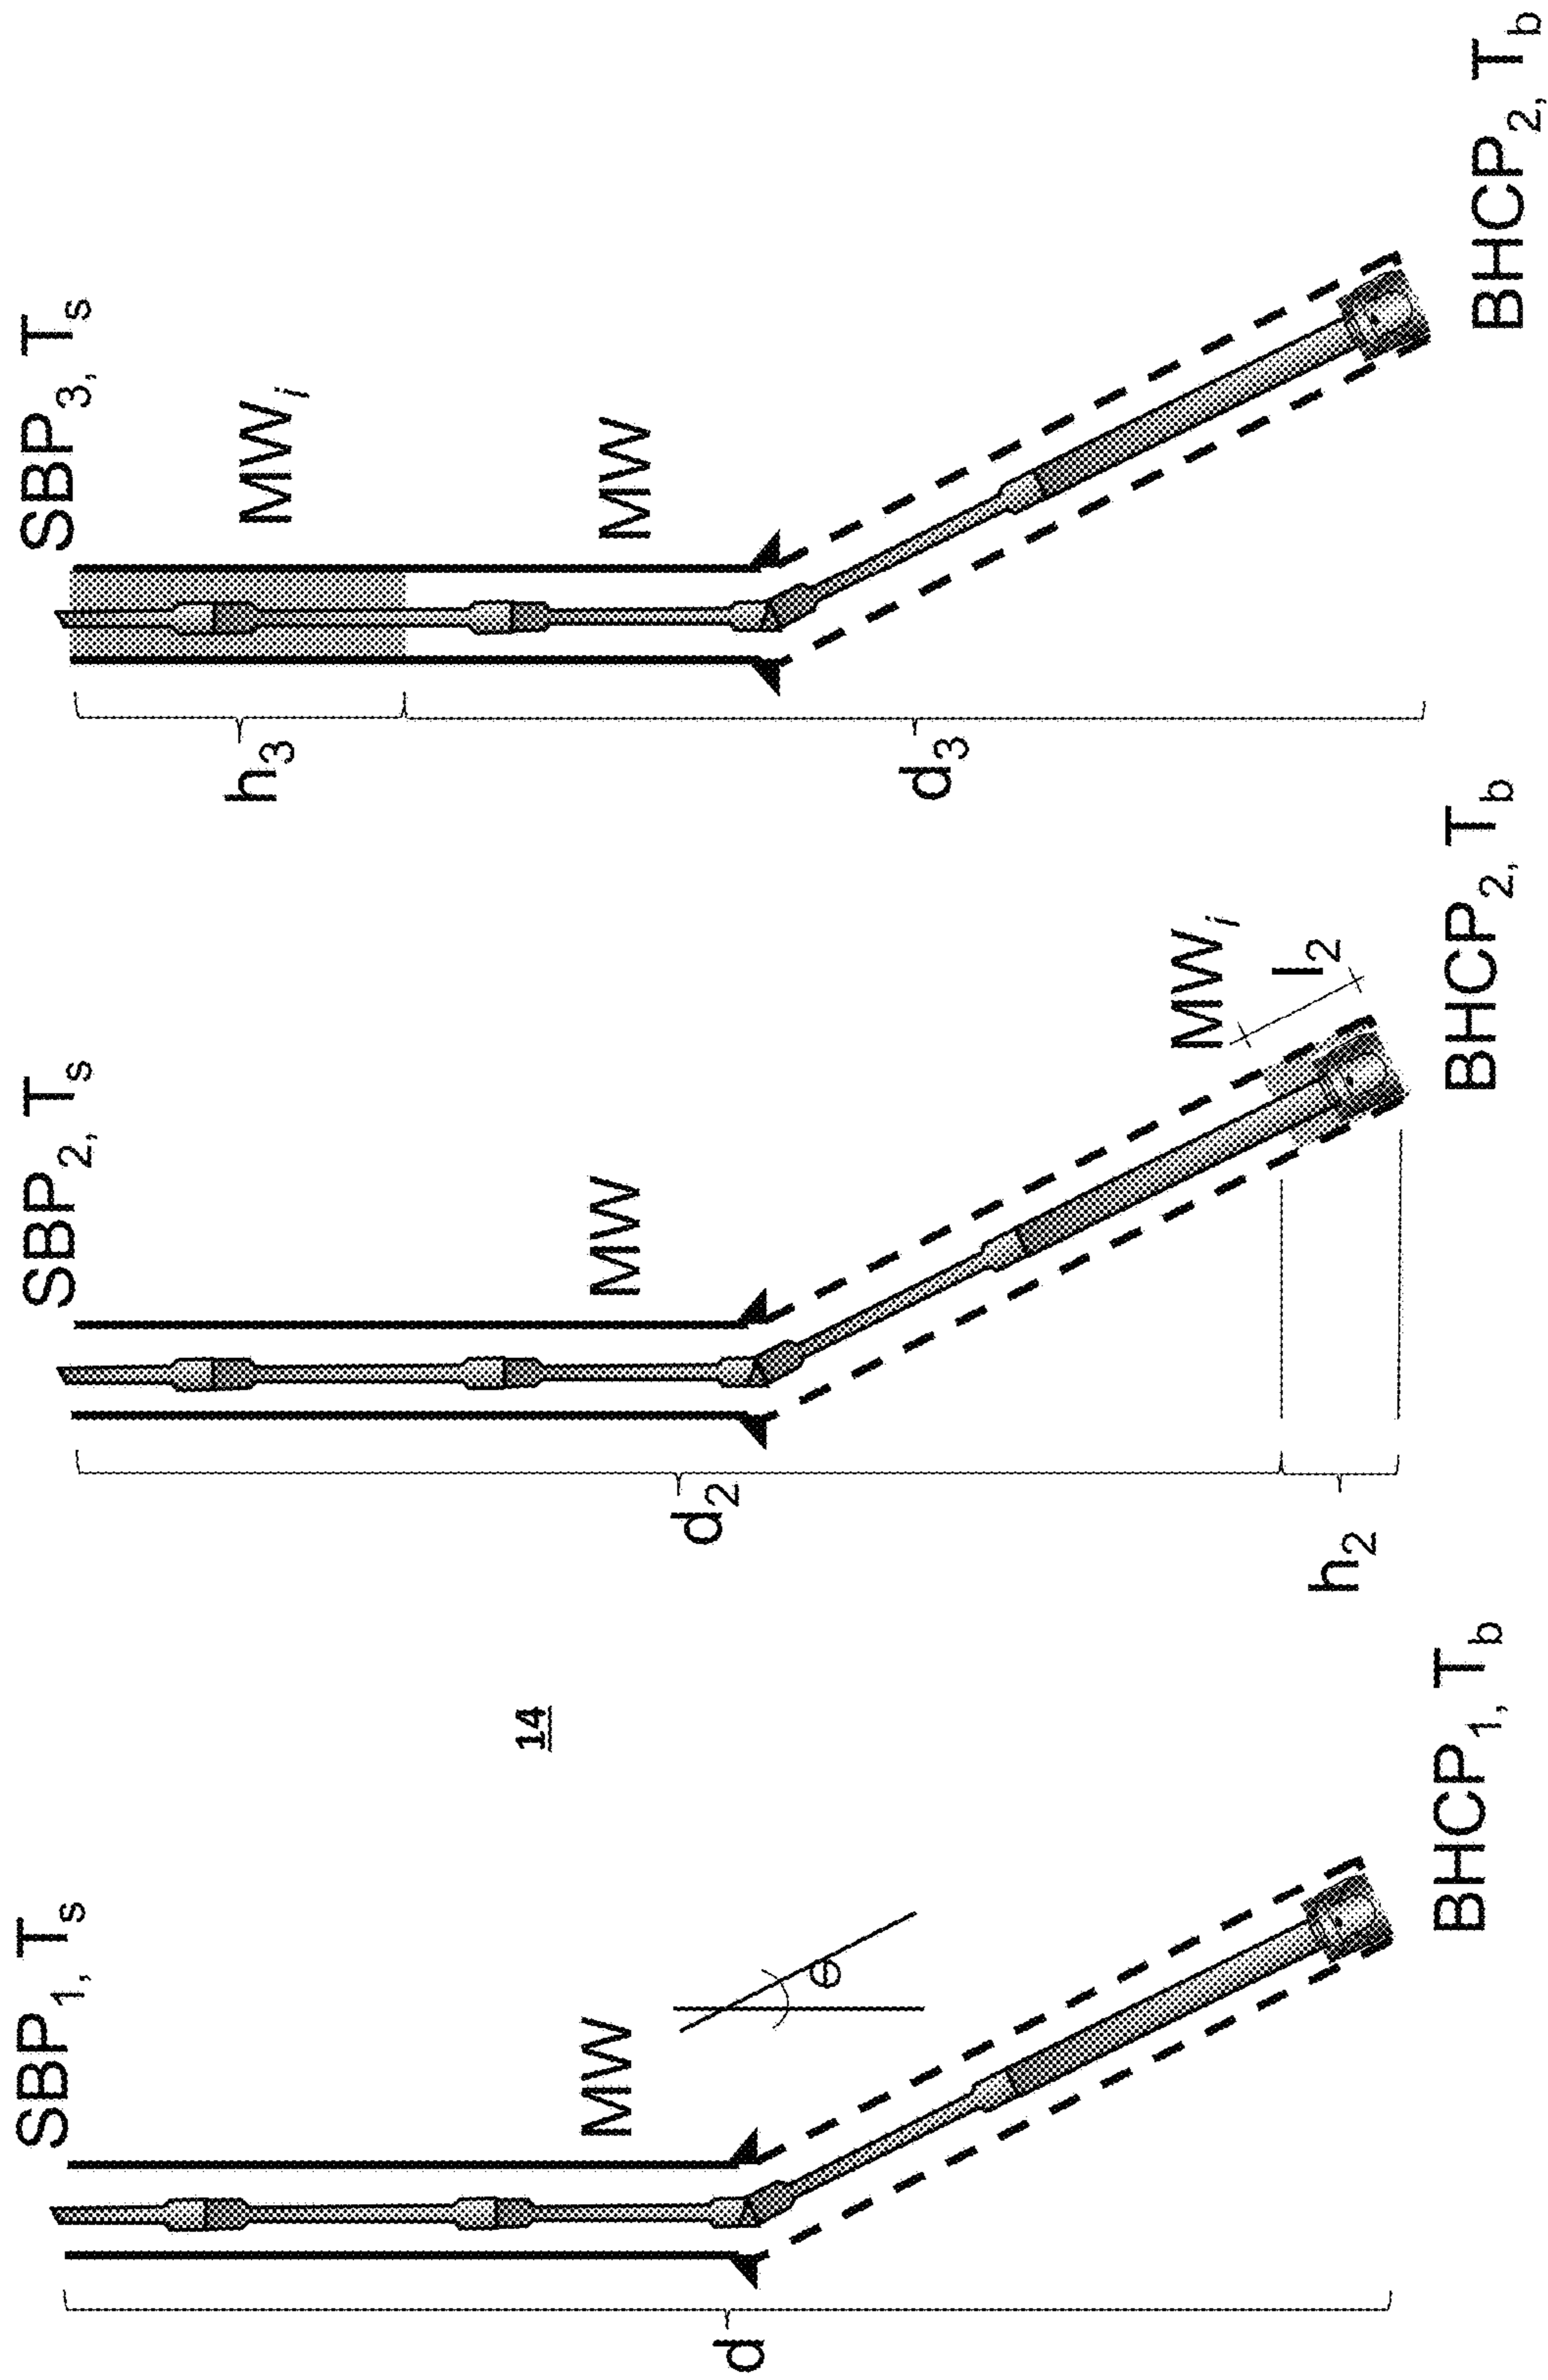 SBP1, Ts
MW
d
Θ
BHCP1, Tb
14
SBP2, Ts
MW
d2
h2
MWi
l2
BHCP2, Tb
SBP3, Ts
MWi
MW
h3
d3
BHCP2, Tb